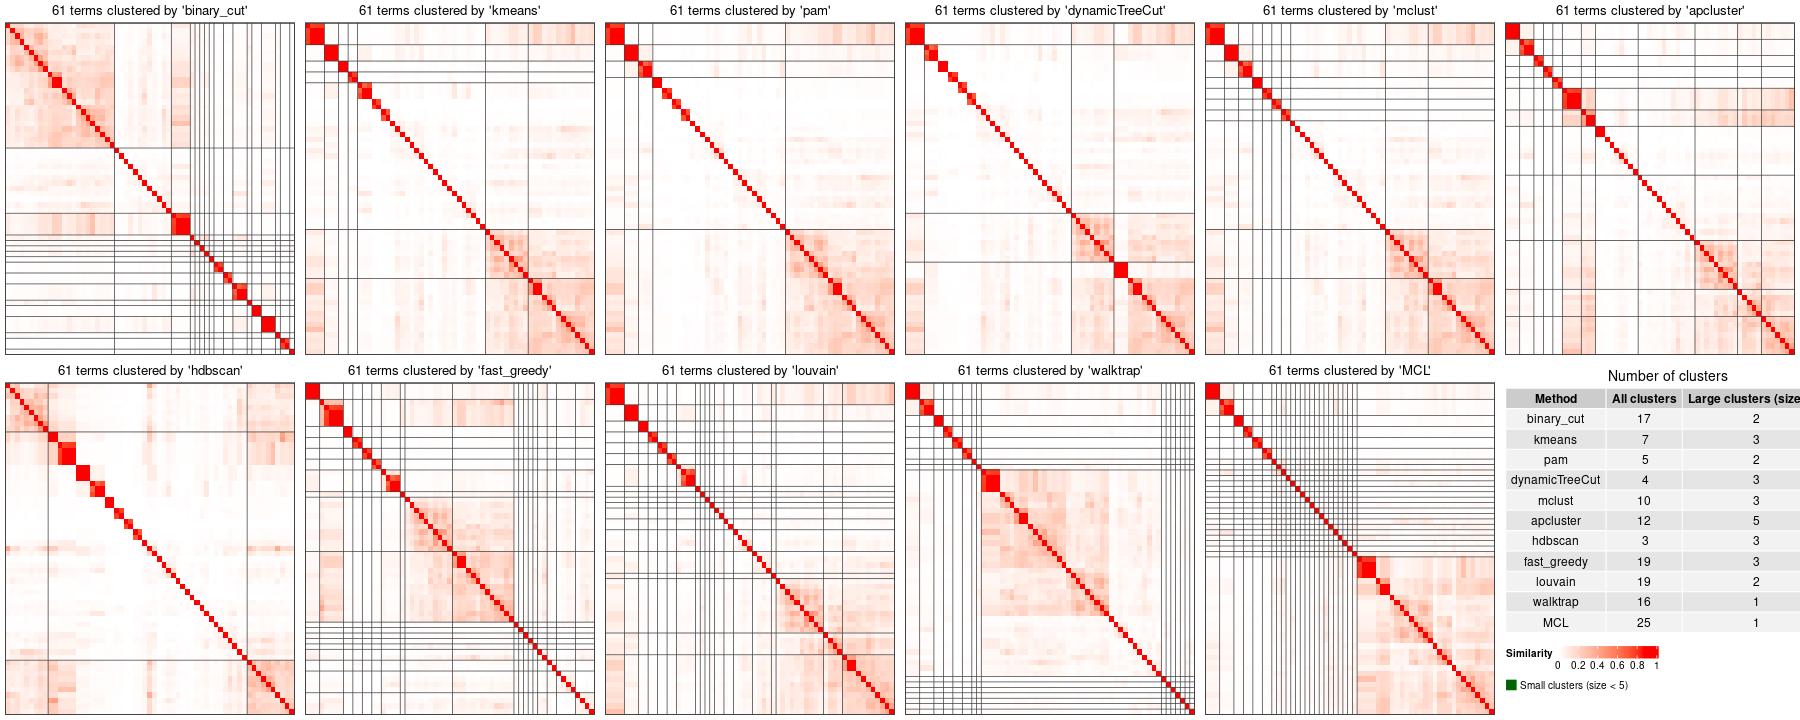 61 terms clustered by 'binary_cut'
61 terms clustered by 'kmeans'
61 terms clustered by 'pam'
61 terms clustered by 'dynamicTreeCut'
61 terms clustered by 'mclust'
61 terms clustered by 'apcluster'
61 terms clustered by 'hdbscan'
61 terms clustered by 'fast_greedy'
61 terms clustered by 'louvain'
61 terms clustered by 'walktrap'
61 terms clustered by 'MCL'
Number of clusters
Method All clusters Large clusters (size
binary_cut 17 2
kmeans 7 3
pam 5 2
dynamicTreeCut 4 3
mclust 10 3
apcluster 12 5
hdbscan 3 3
fast_greedy 19 3
louvain 19 2
walktrap 16 1
MCL 25 1
Similarity
0 0.2 0.4 0.6 0.8 1
Small clusters (size < 5)